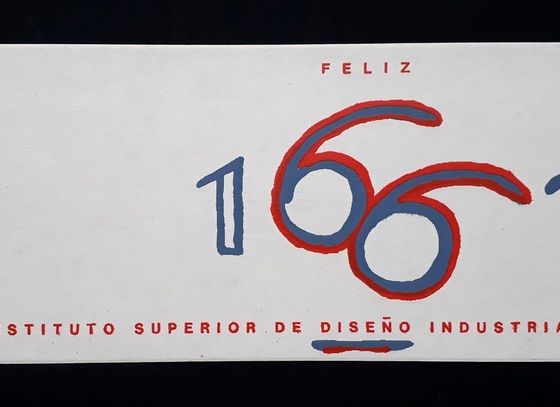 FELIZ
166
STITUTO SUPERIOR DE DISEÑO INDUSTRIA